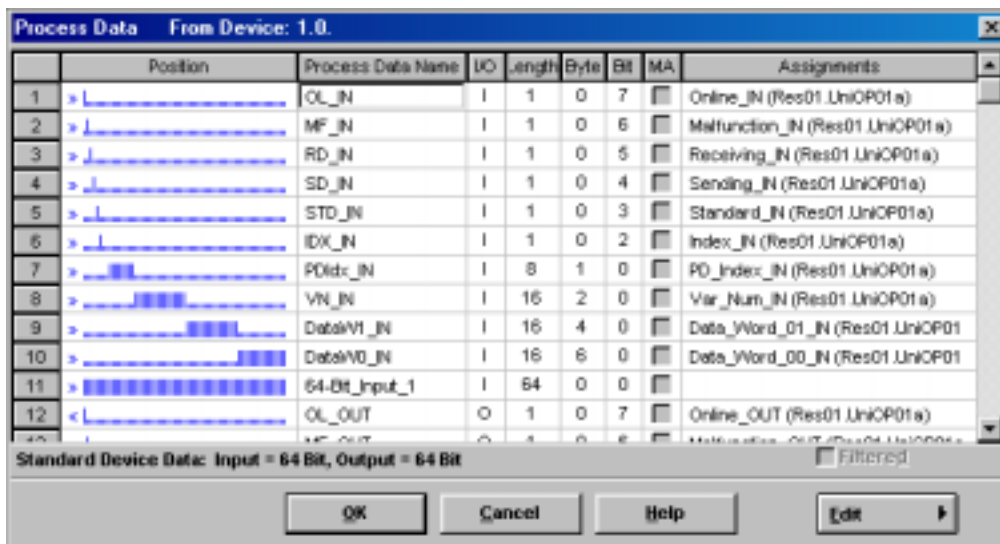 Process Data From Device: 1.0.
Position Process Data Name I/O Length Byte Bit MA Assignments
1 » OL_IN I 1 0 7 Online_IN (Res01.UniOP01a)
2 » MF_IN I 1 0 6 Malfunction_IN (Res01.UniOP01a)
3 » RD_IN I 1 0 5 Receiving_IN (Res01.UniOP01a)
4 » SD_IN I 1 0 4 Sending_IN (Res01.UniOP01a)
5 » STD_IN I 1 0 3 Standard_IN (Res01.UniOP01a)
6 » IDX_IN I 1 0 2 Index_IN (Res01.UniOP01a)
7 » PDIdx_IN I 8 1 0 PD_Index_IN (Res01.UniOP01a)
8 » VN_IN I 16 2 0 Var_Num_IN (Res01.UniOP01a)
9 » DataW1_IN I 16 4 0 Data_Word_01_IN (Res01.UniOP01
10 » DataW0_IN I 16 6 0 Data_Word_00_IN (Res01.UniOP01
11 » 64-Bit_Input_1 I 64 0 0
12 < OL_OUT O 1 0 7 Online_OUT (Res01.UniOP01a)
Standard Device Data: Input = 64 Bit, Output = 64 Bit Filtered
OK Cancel Help Edit